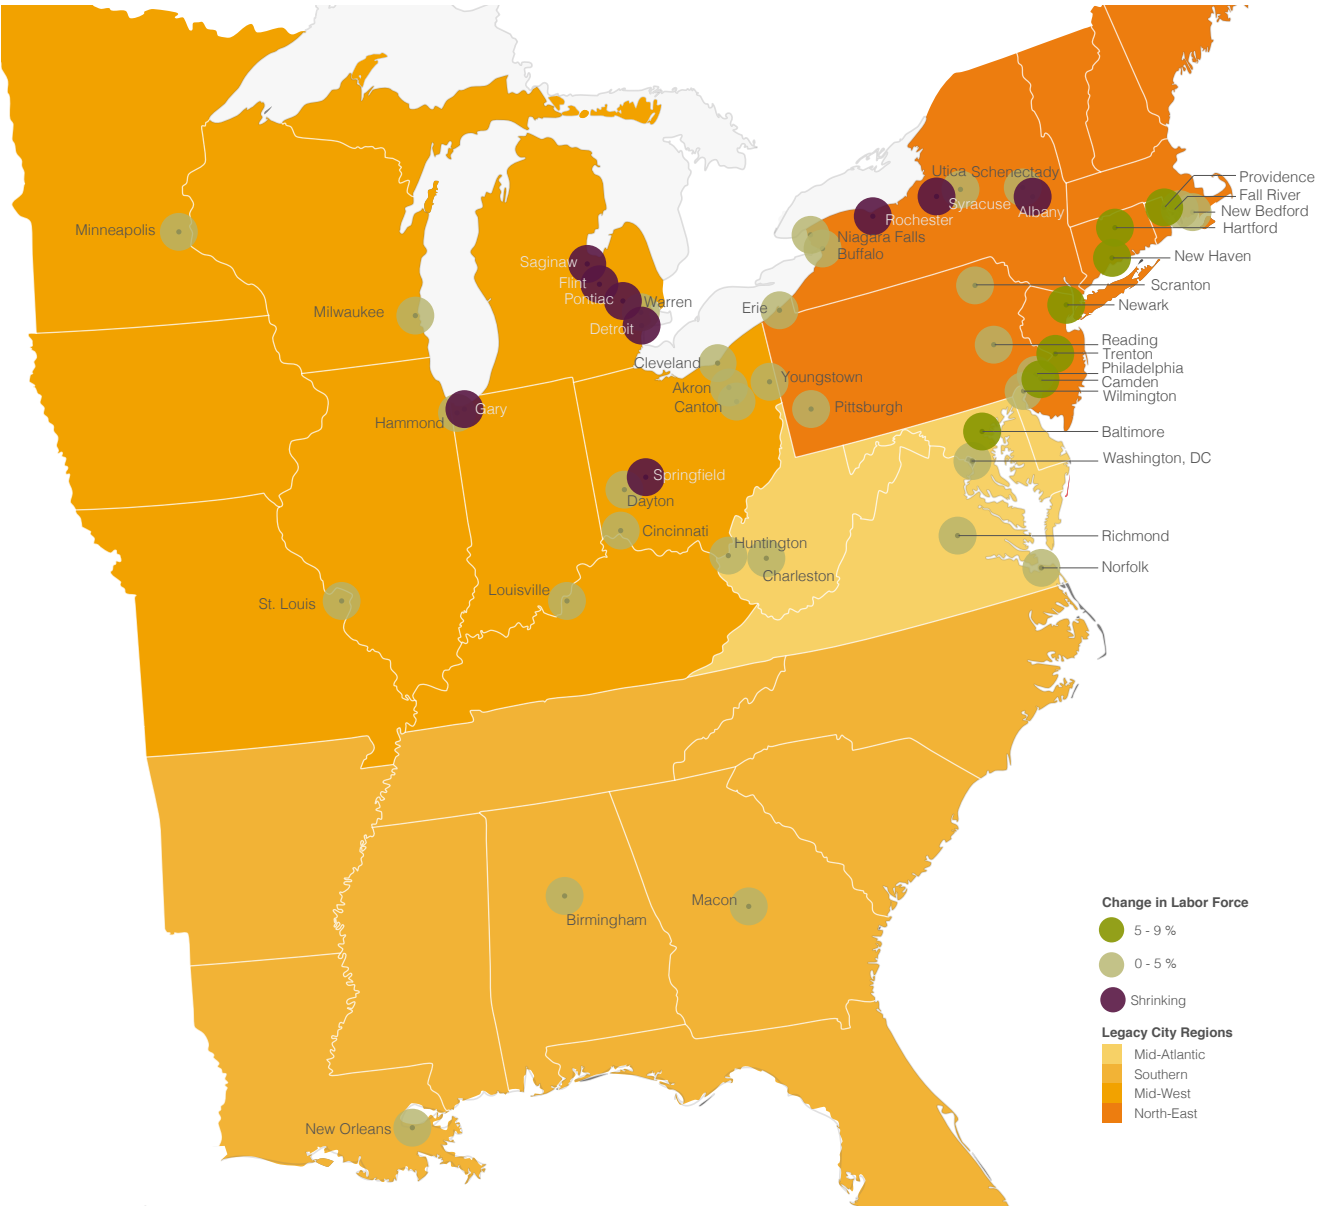 Utica
Schenectady
Providence
Fall River
New Bedford
Hartford
Syracuse
Albany
Rochester
Minneapolis
Niagara Falls
Buffalo
New Haven
Saginaw
Flint
Scranton
Pontiac
Warren
Newark
Erie
Milwaukee
Detroit
Reading
Trenton
Cleveland
Philadelphia
Youngstown
Camden
Akron
Wilmington
Canton
Pittsburgh
Gary
Hammond
Baltimore
Washington, DC
Springfield
Dayton
Cincinnati
Richmond
Huntington
Norfolk
Charleston
Louisville
St. Louis
Macon
Birmingham
New Orleans
Change in Labor Force
5 - 9 %
0 - 5 %
Shrinking
Legacy City Regions
Mid-Atlantic
Southern
Mid-West
North-East